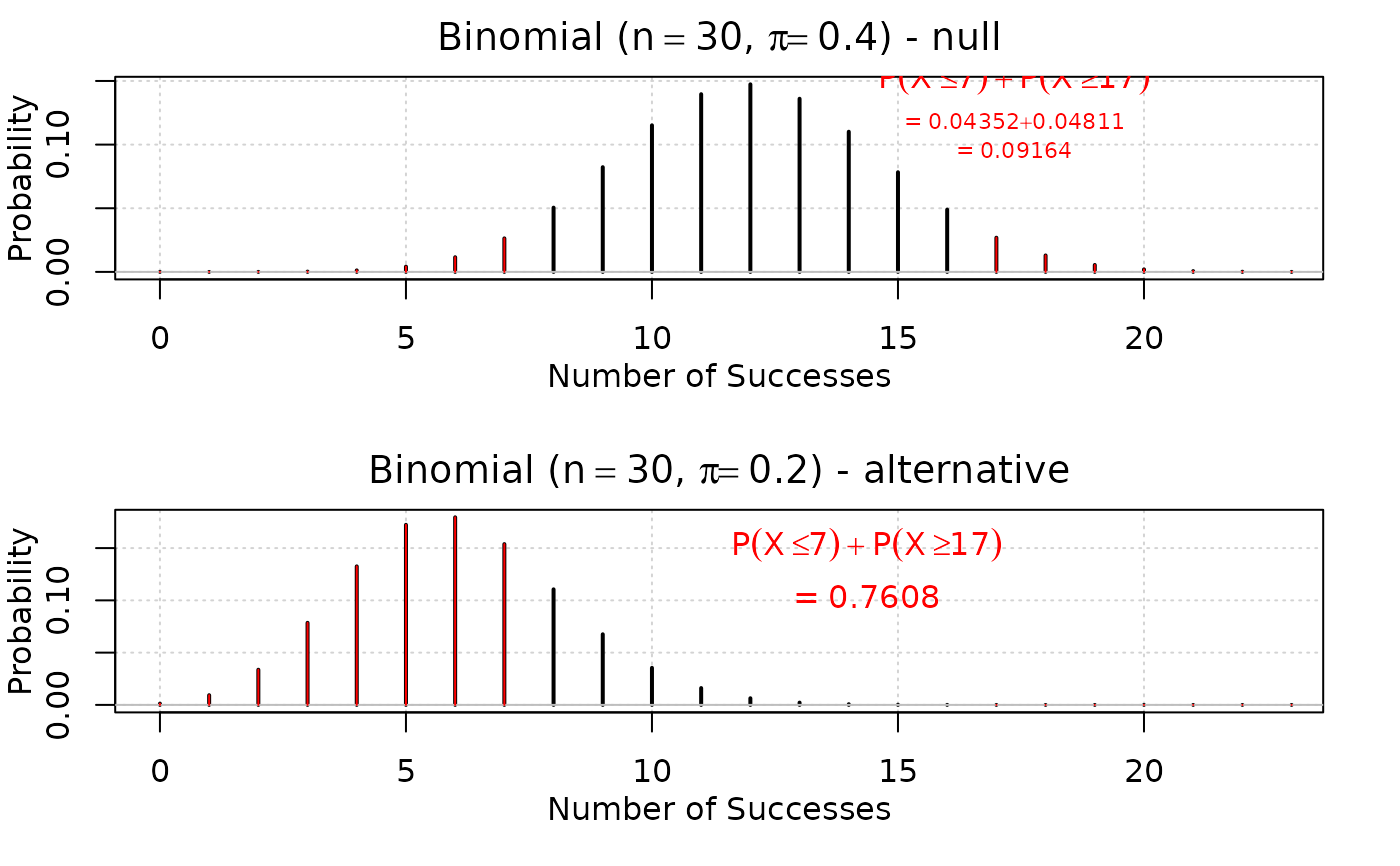 Binomial (n = 30, π= 0.4) - null
P(X ≤7) + P(X ≥17)
= 0.04352+0.04811
= 0.09164
Probability
0.00 0.10
0 5 10 15 20
Number of Successes
Binomial (n = 30, π= 0.2) - alternative
P(X ≤7) + P(X ≥17)
= 0.7608
Probability
0.00 0.10
0 5 10 15 20
Number of Successes